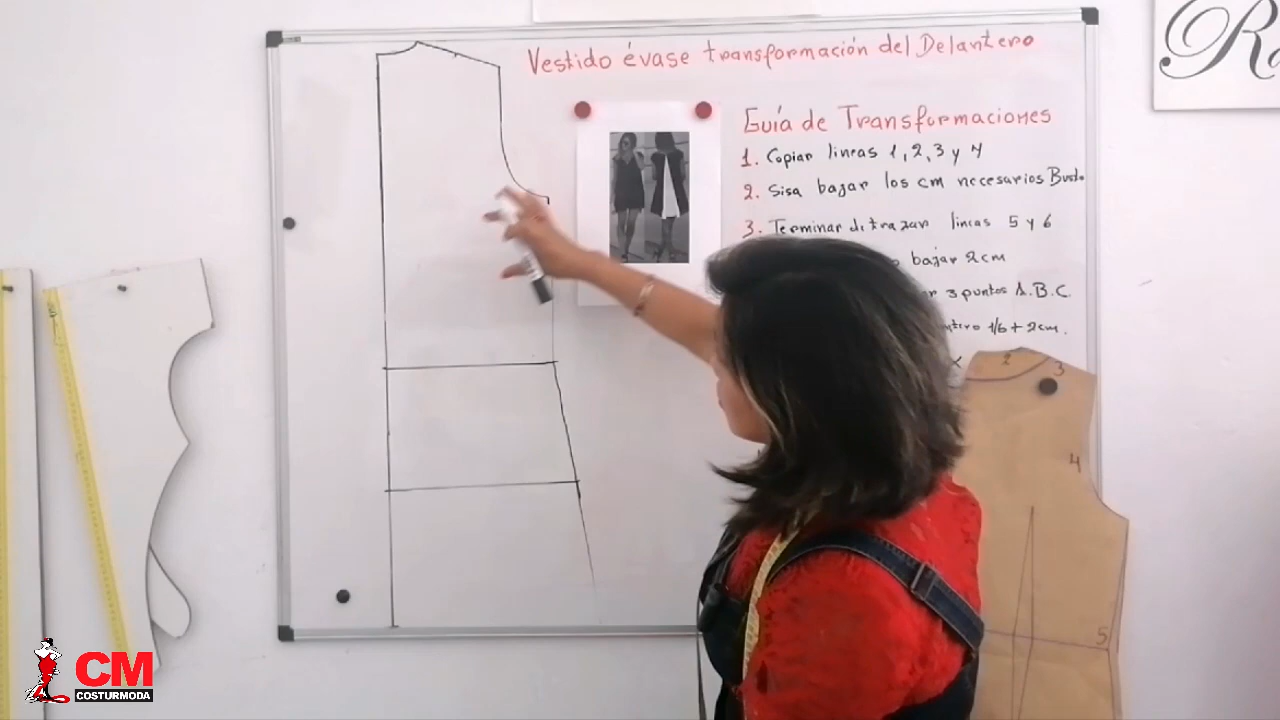 Vestido évase transformación del Delantero
Guía de Transformaciones
1. Copiar lineas 1, 2, 3 y 4
2. Sisa bajar los cm necesarios Busto
3. Terminar di trazar lineas 5 y 6
bajar 2cm
3 puntos A.B.C.
1/6 + 2cm.
2
3
4
5
CM
COSTURMODA